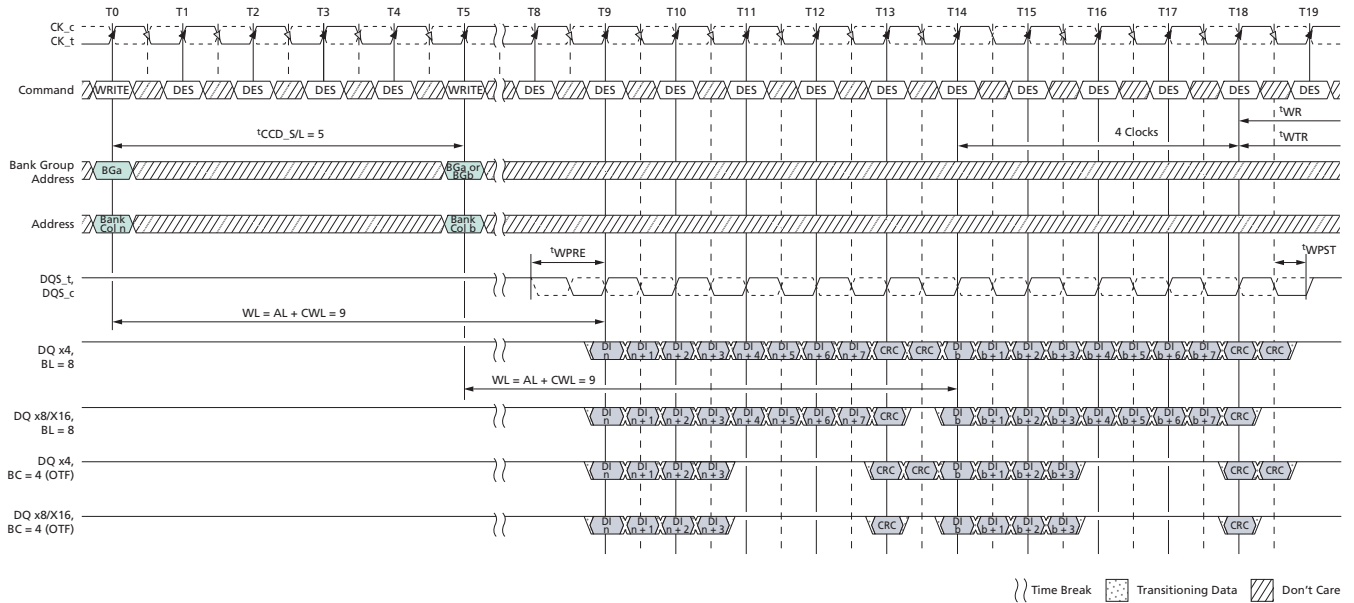 T0 T1 T2 T3 T4 T5 T8 T9 T10 T11 T12 T13 T14 T15 T16 T17 T18 T19
CK_c
CK_t
Command WRITE DES DES DES DES WRITE DES DES DES DES DES DES DES DES DES DES DES DES
tWR
tCCD_S/L = 5 4 Clocks tWTR
Bank Group
Address
BGa
BGa or
BGb
Address
Bank
Col n
Bank
Col b
tWPRE tWPST
DQS_t,
DQS_c
WL = AL + CWL = 9
DQ x4,
BL = 8
DI n DI n + 1 DI n + 2 DI n + 3 DI n + 4 DI n + 5 DI n + 6 DI n + 7 CRC CRC DI b DI b + 1 DI b + 2 DI b + 3 DI b + 4 DI b + 5 DI b + 6 DI b + 7 CRC CRC
WL = AL + CWL = 9
DQ x8/X16,
BL = 8
DI n DI n + 1 DI n + 2 DI n + 3 DI n + 4 DI n + 5 DI n + 6 DI n + 7 CRC DI b DI b + 1 DI b + 2 DI b + 3 DI b + 4 DI b + 5 DI b + 6 DI b + 7 CRC
DQ x4,
BC = 4 (OTF)
DI n DI n + 1 DI n + 2 DI n + 3 CRC CRC DI b DI b + 1 DI b + 2 DI b + 3 CRC CRC
DQ x8/X16,
BC = 4 (OTF)
DI n DI n + 1 DI n + 2 DI n + 3 CRC DI b DI b + 1 DI b + 2 DI b + 3 CRC
Time Break Transitioning Data Don't Care